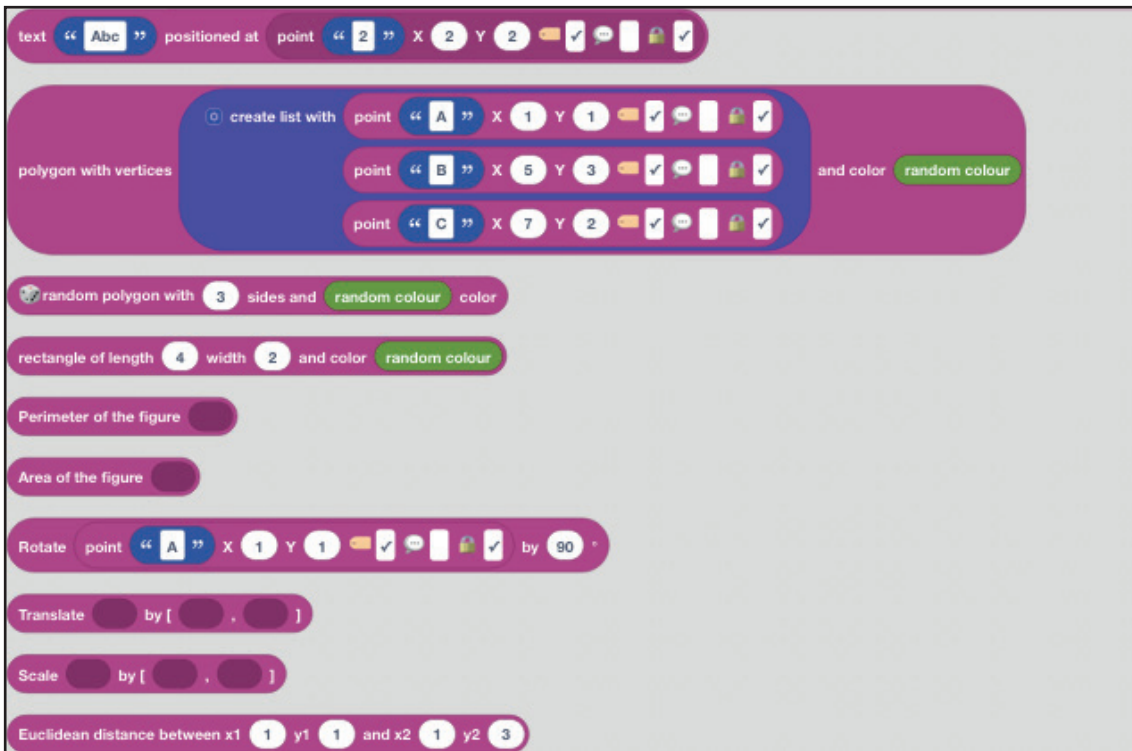 text “ Abc ” positioned at point “ 2 ” X 2 Y 2 ✓ ✓
create list with point “ A ” X 1 Y 1 ✓ ✓
polygon with vertices point “ B ” X 5 Y 3 ✓ ✓ and color random colour
point “ C ” X 7 Y 2 ✓ ✓
random polygon with 3 sides and random colour color
rectangle of length 4 width 2 and color random colour
Perimeter of the figure
Area of the figure
Rotate point “ A ” X 1 Y 1 ✓ ✓ by 90 °
Translate by [ , ]
Scale by [ , ]
Euclidean distance between x1 1 y1 1 and x2 1 y2 3